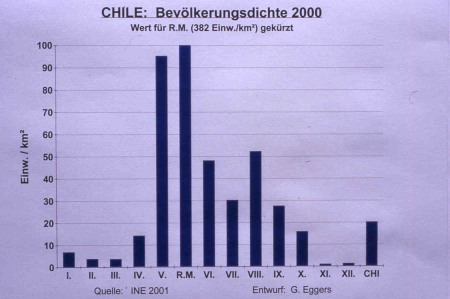 CHILE: Bevölkerungsdichte 2000
Wert für R.M. (382 Einw./km²) gekürzt
Einw. / km²
100
90
80
70
60
50
40
30
20
10
0
I. II. III. IV. V. R.M. VI. VII. VIII. IX. X. XI. XII. CHI
Quelle: INE 2001 Entwurf: G. Eggers